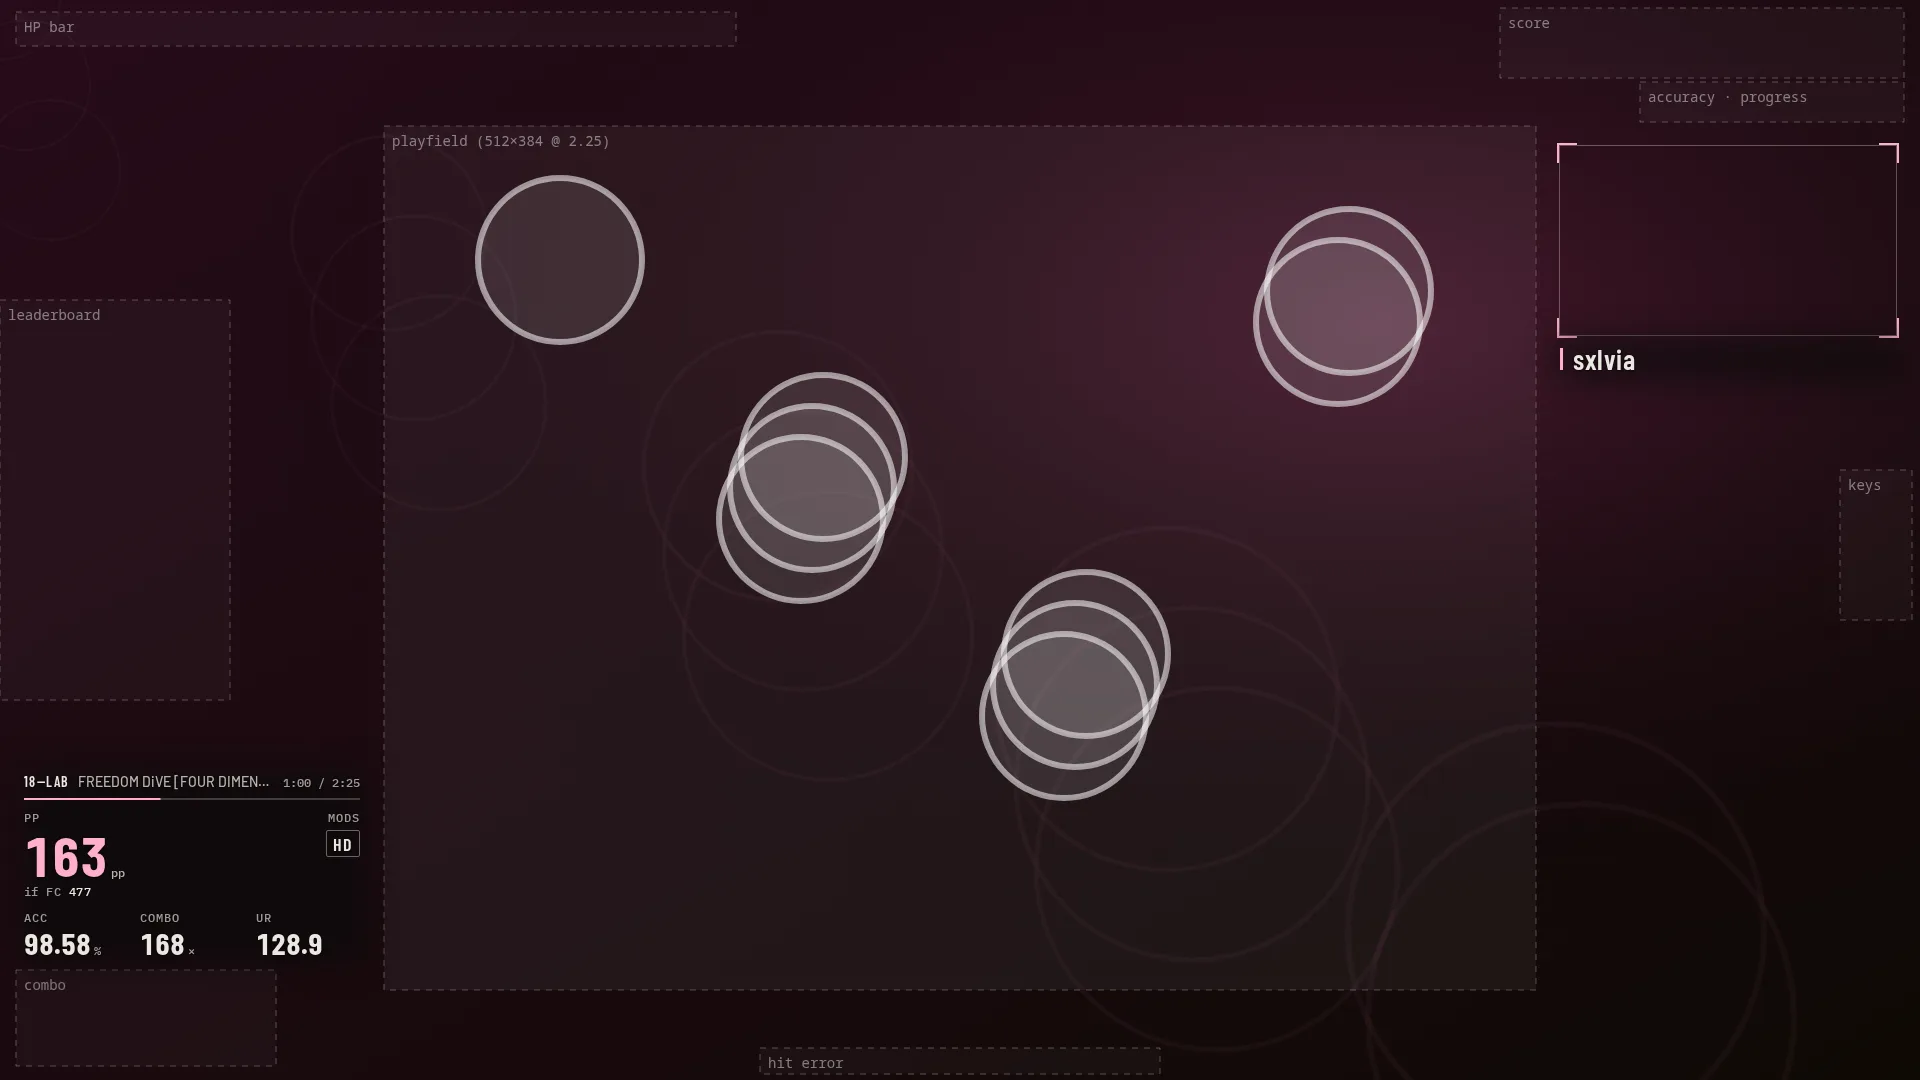 HP bar
score
accuracy · progress
playfield (512×384 @ 2.25)
leaderboard
sxlvia
keys
18—LAB FREEDOM DiVE [FOUR DIMEN... 1:00 / 2:25
PP MODS
163 pp HD
if FC 477
ACC COMBO UR
98.58 % 168 × 128.9
combo
hit error